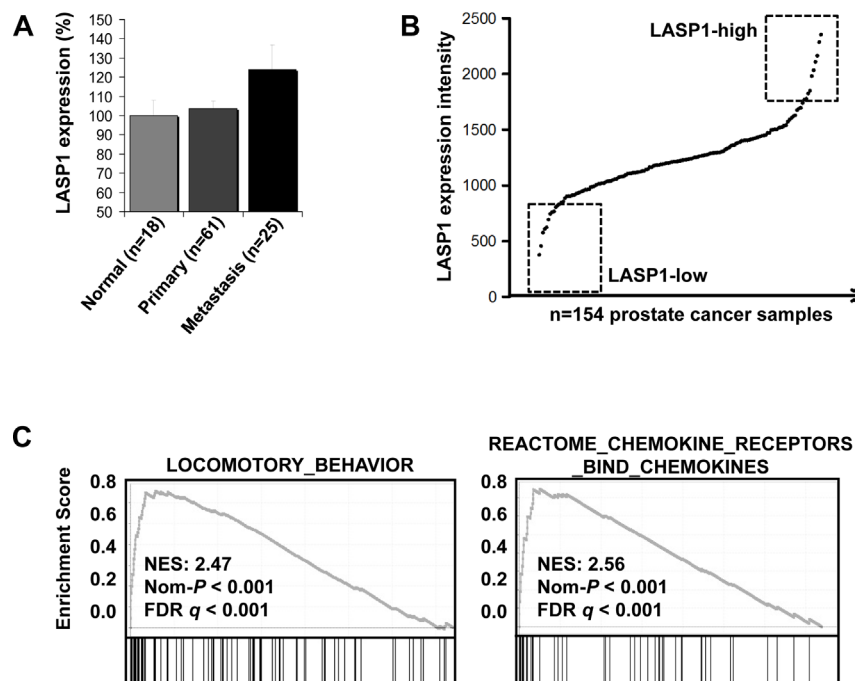 A
LASP1 expression (%)
150
140
130
120
110
100
90
80
70
60
50
Normal (n=18)
Primary (n=61)
Metastasis (n=25)
B
LASP1 expression intensity
2500
2000
1500
1000
500
0
LASP1-high
LASP1-low
n=154 prostate cancer samples
C
LOCOMOTORY_BEHAVIOR
Enrichment Score
0.8
0.6
0.4
0.2
0.0
NES: 2.47
Nom-P < 0.001
FDR q < 0.001
REACTOME_CHEMOKINE_RECEPTORS
_BIND_CHEMOKINES
0.8
0.6
0.4
0.2
0.0
NES: 2.56
Nom-P < 0.001
FDR q < 0.001